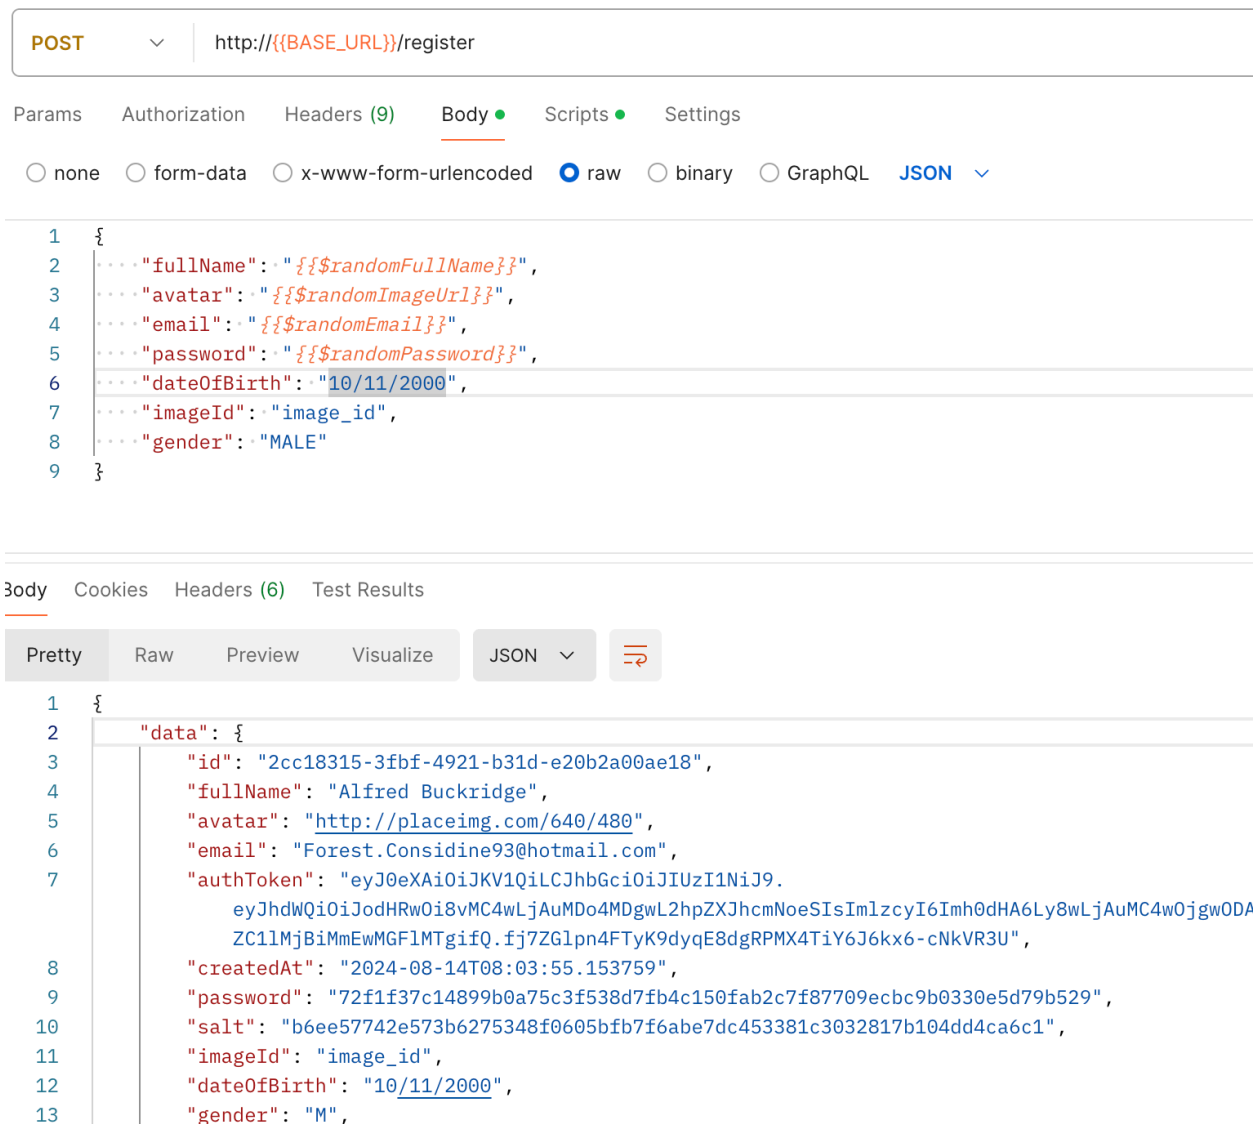 POST http://{{BASE_URL}}/register
Params Authorization Headers (9) Body Scripts Settings
none form-data x-www-form-urlencoded raw binary GraphQL JSON
1 {
2 "fullName": "{{$randomFullName}}",
3 "avatar": "{{$randomImageUrl}}",
4 "email": "{{$randomEmail}}",
5 "password": "{{$randomPassword}}",
6 "dateOfBirth": "10/11/2000",
7 "imageId": "image_id",
8 "gender": "MALE"
9 }
Body Cookies Headers (6) Test Results
Pretty Raw Preview Visualize JSON
1 {
2 "data": {
3 "id": "2cc18315-3fbf-4921-b31d-e20b2a00ae18",
4 "fullName": "Alfred Buckridge",
5 "avatar": "http://placeimg.com/640/480",
6 "email": "Forest.Considine93@hotmail.com",
7 "authToken": "eyJ0eXAiOiJKV1QiLCJhbGciOiJIUzI1NiJ9.
eyJhdWQiOiJodHRwOi8vMC4wLjAuMDo4MDgwL2hpZXJhcmNoeSIsImlzcyI6Imh0dHA6Ly8wLjAuMC4wOjgwODA
ZC1lMjBiMmEwMGFlMTgifQ.fj7ZGlpn4FTyK9dyqE8dgRPMX4TiY6J6kx6-cNkVR3U",
8 "createdAt": "2024-08-14T08:03:55.153759",
9 "password": "72f1f37c14899b0a75c3f538d7fb4c150fab2c7f87709ecbc9b0330e5d79b529",
10 "salt": "b6ee57742e573b6275348f0605bfb7f6abe7dc453381c3032817b104dd4ca6c1",
11 "imageId": "image_id",
12 "dateOfBirth": "10/11/2000",
13 "gender": "M",